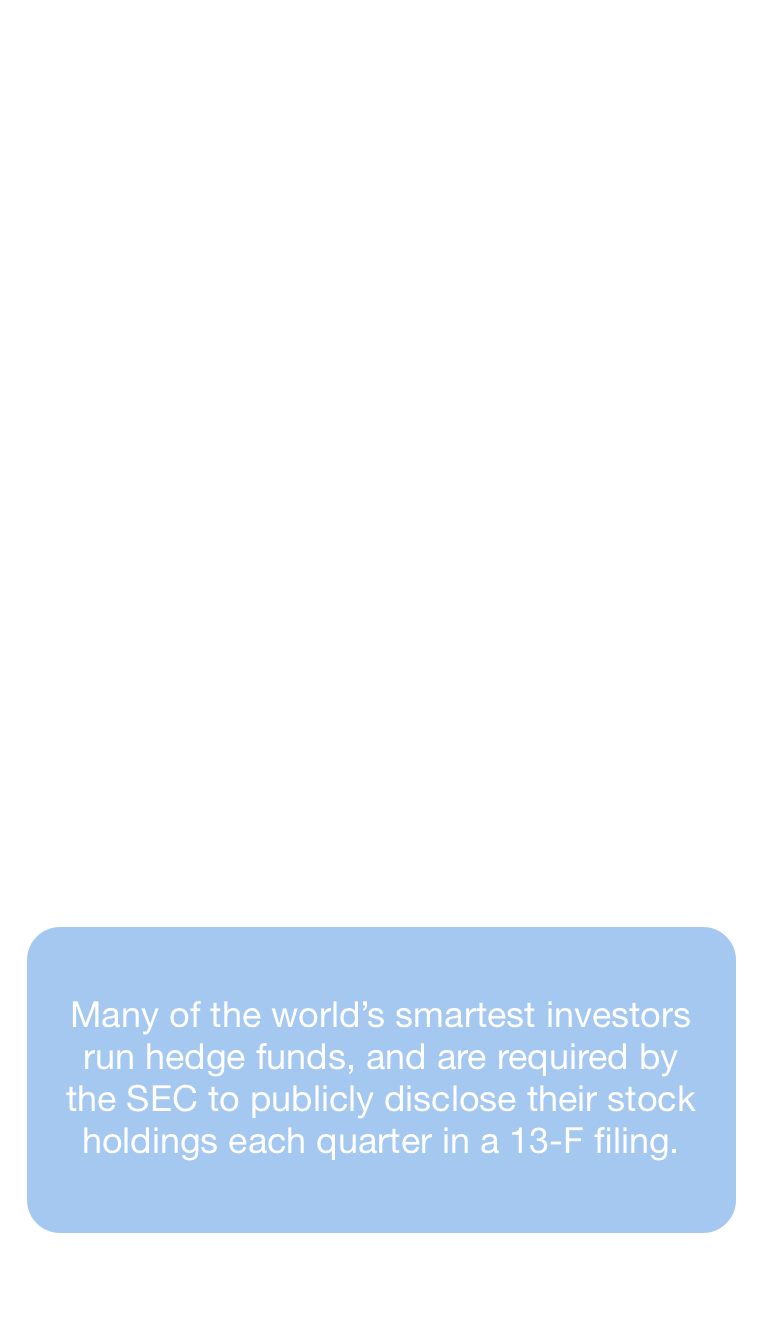 Many of the world’s smartest investors
run hedge funds, and are required by
the SEC to publicly disclose their stock
holdings each quarter in a 13-F filing.